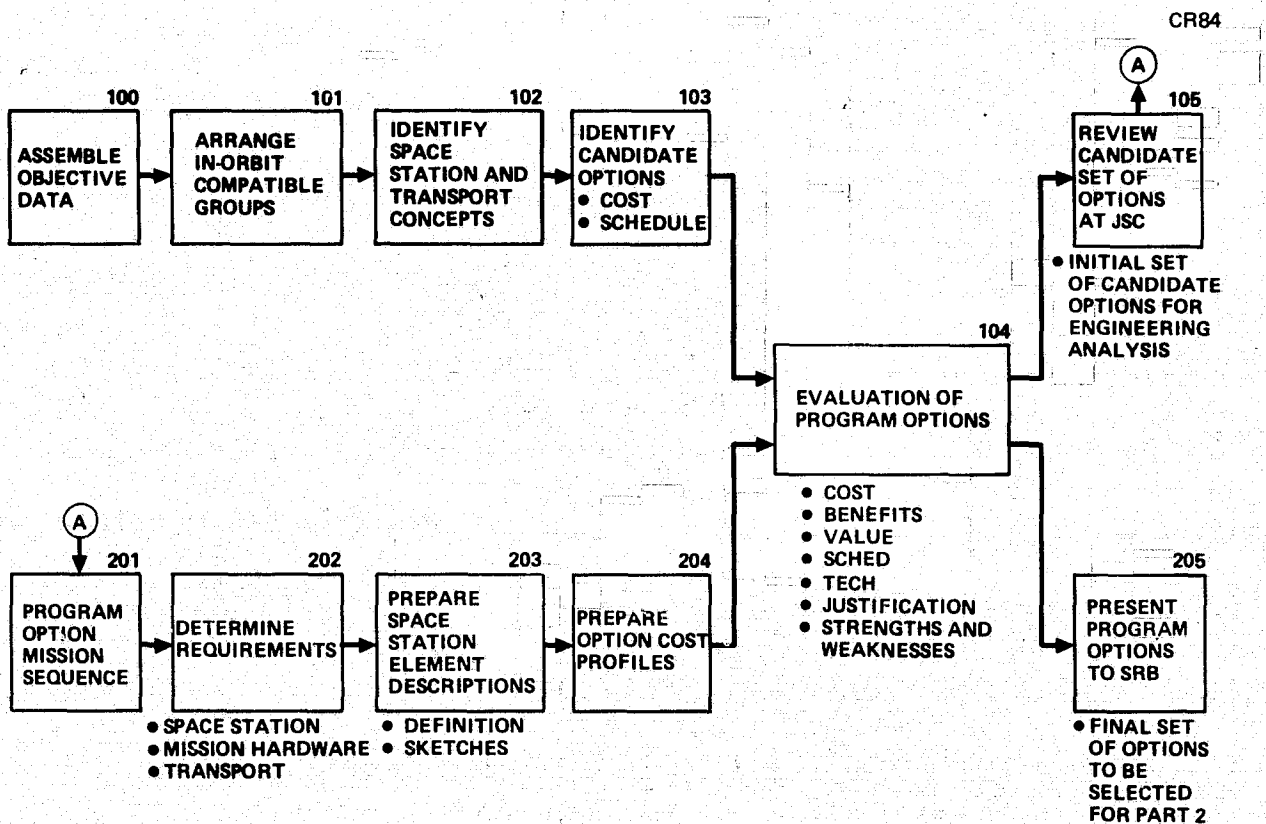 CR84
A
100
ASSEMBLE
OBJECTIVE
DATA
101
ARRANGE
IN-ORBIT
COMPATIBLE
GROUPS
102
IDENTIFY
SPACE
STATION AND
TRANSPORT
CONCEPTS
103
IDENTIFY
CANDIDATE
OPTIONS
● COST
● SCHEDULE
105
REVIEW
CANDIDATE
SET OF
OPTIONS
AT JSC
● INITIAL SET
OF CANDIDATE
OPTIONS FOR
ENGINEERING
ANALYSIS
104
EVALUATION OF
PROGRAM OPTIONS
● COST
● BENEFITS
● VALUE
● SCHED
● TECH
● JUSTIFICATION
● STRENGTHS AND
WEAKNESSES
A
201
PROGRAM
OPTION
MISSION
SEQUENCE
202
DETERMINE
REQUIREMENTS
● SPACE STATION
● MISSION HARDWARE
● TRANSPORT
203
PREPARE
SPACE
STATION
ELEMENT
DESCRIPTIONS
● DEFINITION
● SKETCHES
204
PREPARE
OPTION COST
PROFILES
205
PRESENT
PROGRAM
OPTIONS
TO SRB
● FINAL SET
OF OPTIONS
TO BE
SELECTED
FOR PART 2